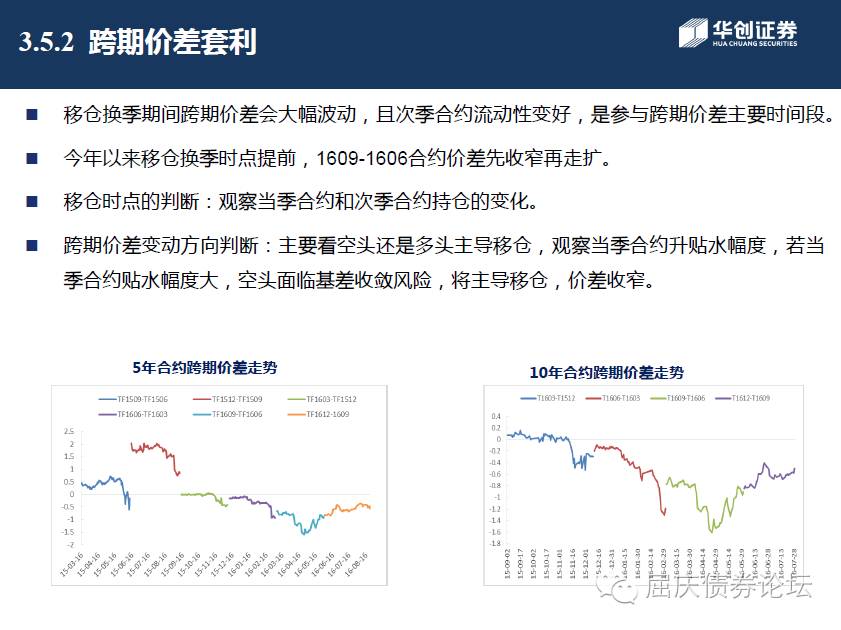 3.5.2 跨期价差套利
华创证券
HUA CHUANG SECURITIES
移仓换季期间跨期价差会大幅波动，且次季合约流动性变好，是参与跨期价差主要时间段。
今年以来移仓换季时点提前，1609-1606合约价差先收窄再走扩。
移仓时点的判断：观察当季合约和次季合约持仓的变化。
跨期价差变动方向判断：主要看空头还是多头主导移仓，观察当季合约升贴水幅度，若当
季合约贴水幅度大，空头面临基差收敛风险，将主导移仓，价差收窄。
5年合约跨期价差走势
TF1509-TF1506 TF1512-TF1509 TF1603-TF1512
TF1606-TF1603 TF1609-TF1606 TF1612-1609
2.5
2
1.5
1
0.5
0
-0.5
-1
-1.5
-2
15-03-16 15-04-16 15-05-16 15-06-16 15-07-16 15-08-16 15-09-16 15-10-16 15-11-16 15-12-16 16-01-16 16-02-16 16-03-16 16-04-16 16-05-16 16-06-16 16-07-16 16-08-16
10年合约跨期价差走势
T1603-T1512 T1606-T1603 T1609-T1606 T1612-T1609
0.4
0.2
0
-0.2
-0.4
-0.6
-0.8
-1
-1.2
-1.4
-1.6
-1.8
15-09-02 15-09-17 15-10-02 15-10-17 15-11-01 15-11-16 15-12-01 15-12-16 15-12-31 16-01-15 16-01-30 16-02-14 16-02-29 16-03-15 16-03-30 16-04-14 16-04-29 16-05-14 16-05-29 16-06-13 16-06-28 16-07-13 16-07-28
屈庆债券论坛